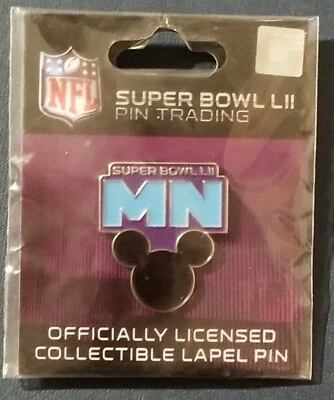 NFL
SUPER BOWL LII
PIN TRADING
SUPER BOWL LII
MN
OFFICIALLY LICENSED
COLLECTIBLE LAPEL PIN